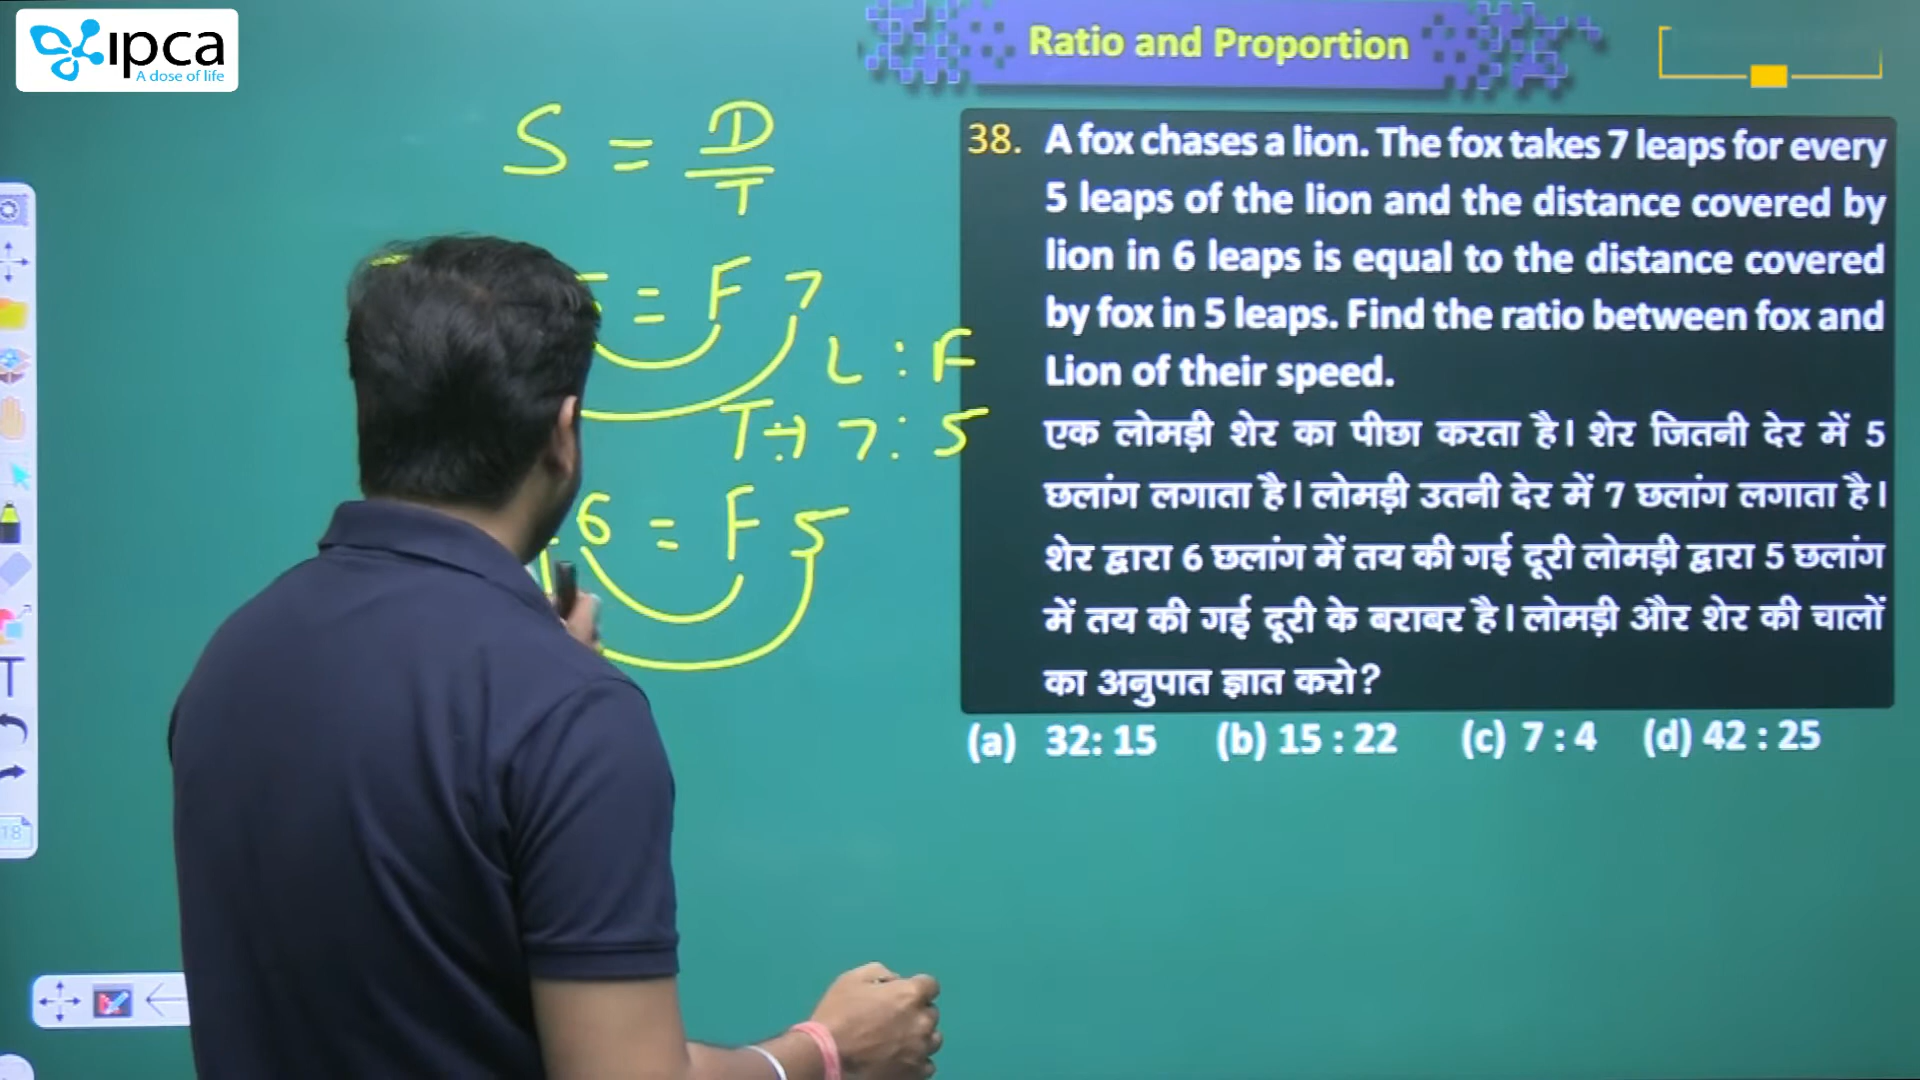 ipca
A dose of life
Ratio and Proportion
S = D/T
= F 7
L : F
T → 7 : 5
6 = F 5
38. A fox chases a lion. The fox takes 7 leaps for every
5 leaps of the lion and the distance covered by
lion in 6 leaps is equal to the distance covered
by fox in 5 leaps. Find the ratio between fox and
Lion of their speed.
एक लोमड़ी शेर का पीछा करता है। शेर जितनी देर में 5
छलांग लगाता है। लोमड़ी उतनी देर में 7 छलांग लगाता है।
शेर द्वारा 6 छलांग में तय की गई दूरी लोमड़ी द्वारा 5 छलांग
में तय की गई दूरी के बराबर है। लोमड़ी और शेर की चालों
का अनुपात ज्ञात करो?
(a) 32: 15 (b) 15 : 22 (c) 7 : 4 (d) 42 : 25
T
18